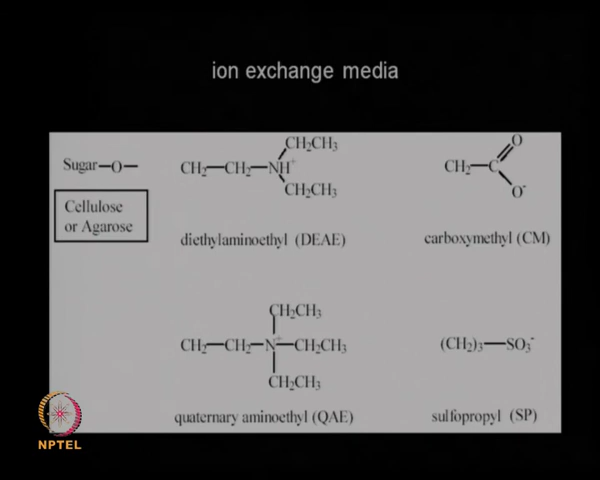 ion exchange media
Sugar—O—
Cellulose
or Agarose
CH₂CH₃
CH₂—CH₂—NH⁺
CH₂CH₃
diethylaminoethyl (DEAE)
O
CH₂—C
O⁻
carboxymethyl (CM)
CH₂CH₃
CH₂—CH₂—N⁺—CH₂CH₃
CH₂CH₃
quaternary aminoethyl (QAE)
(CH₂)₃—SO₃⁻
sulfopropyl (SP)
NPTEL